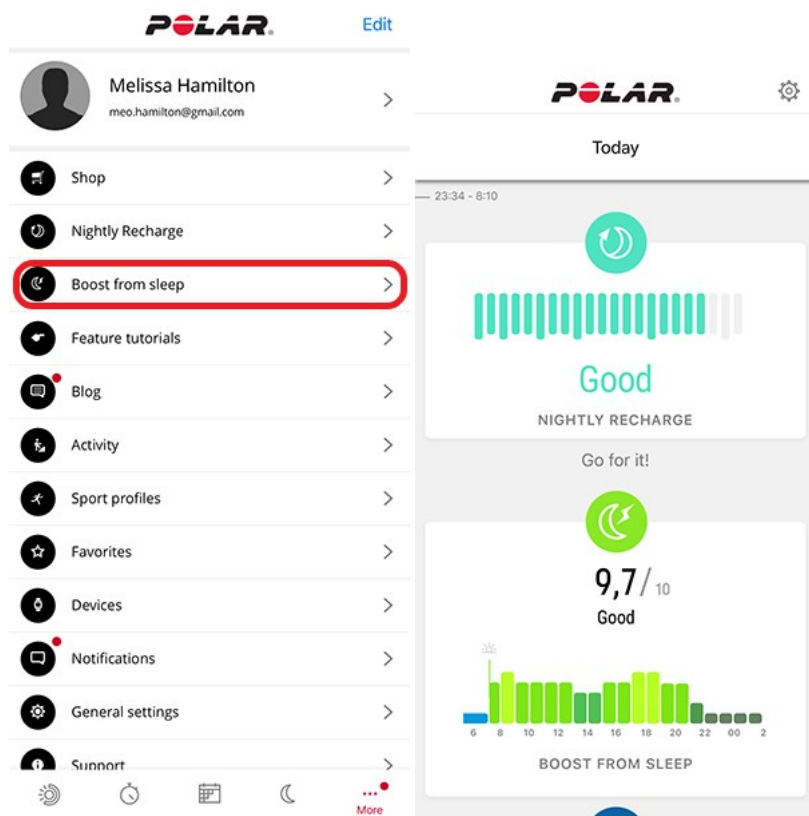 POLAR.
Edit
Melissa Hamilton
meo.hamilton@gmail.com
Shop
Nightly Recharge
Boost from sleep
Feature tutorials
Blog
Activity
Sport profiles
Favorites
Devices
Notifications
General settings
Support
More
POLAR.
Today
23:34 - 8:10
Good
NIGHTLY RECHARGE
Go for it!
9,7/ 10
Good
6 8 10 12 14 16 18 20 22 00 2
BOOST FROM SLEEP